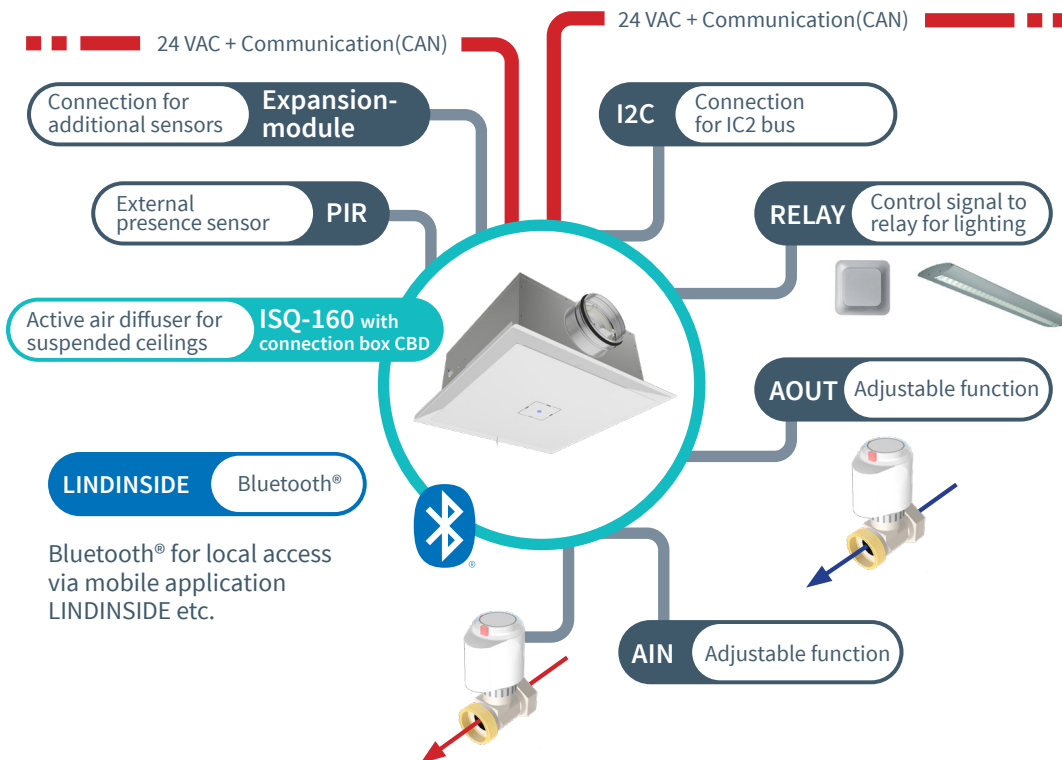 24 VAC + Communication(CAN)
24 VAC + Communication(CAN)
Connection for
additional sensors
Expansion-
module
I2C
Connection
for IC2 bus
External
presence sensor
PIR
RELAY
Control signal to
relay for lighting
Active air diffuser for
suspended ceilings
ISQ-160 with
connection box CBD
AOUT
Adjustable function
LINDINSIDE
Bluetooth®
Bluetooth® for local access
via mobile application
LINDINSIDE etc.
®
AIN
Adjustable function